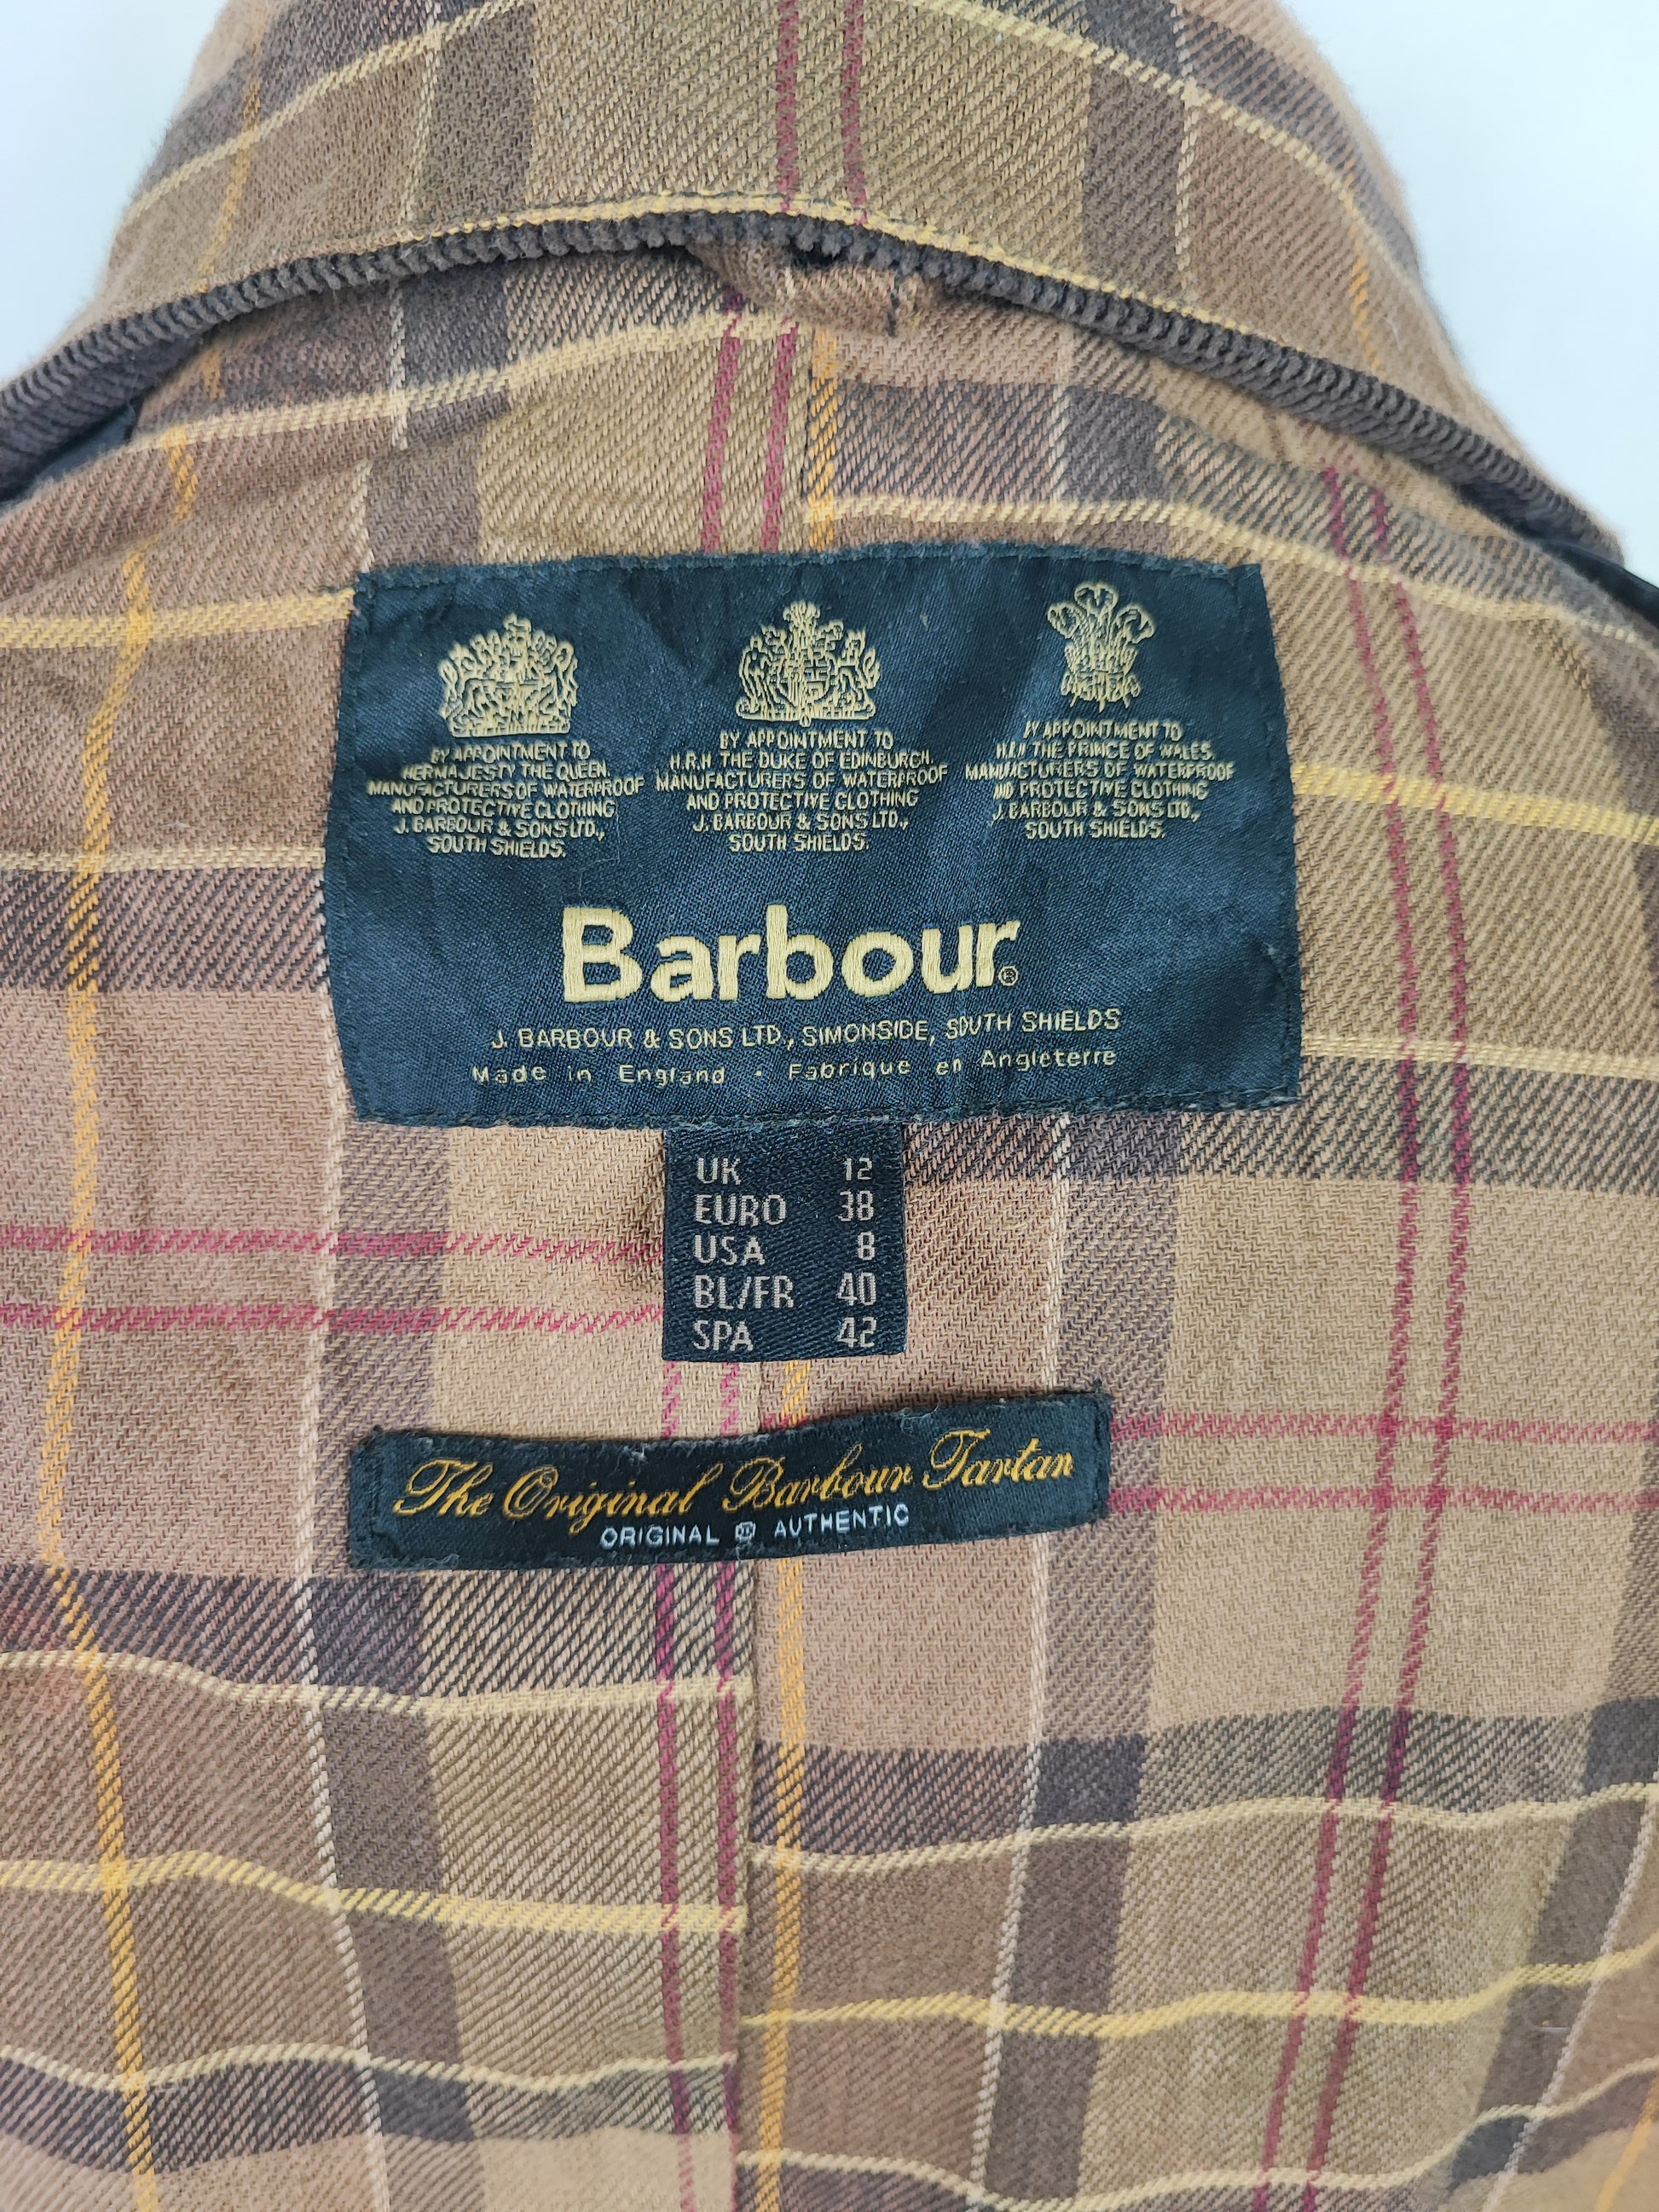 BY APPOINTMENT TO
HER MAJESTY THE QUEEN.
MANUFACTURERS OF WATERPROOF
AND PROTECTIVE CLOTHING
J. BARBOUR & SONS LTD.,
SOUTH SHIELDS.
BY APPOINTMENT TO
H.R.H THE DUKE OF EDINBURGH.
MANUFACTURERS OF WATERPROOF
AND PROTECTIVE CLOTHING
J. BARBOUR & SONS LTD.,
SOUTH SHIELDS.
BY APPOINTMENT TO
H.R.H THE PRINCE OF WALES.
MANUFACTURERS OF WATERPROOF
AND PROTECTIVE CLOTHING
J. BARBOUR & SONS LTD.,
SOUTH SHIELDS.
Barbour®
J. BARBOUR & SONS LTD., SIMONSIDE, SOUTH SHIELDS
Made in England · Fabrique en Angleterre
UK 12
EURO 38
USA 8
BL/FR 40
SPA 42
The Original Barbour Tartan
ORIGINAL AUTHENTIC